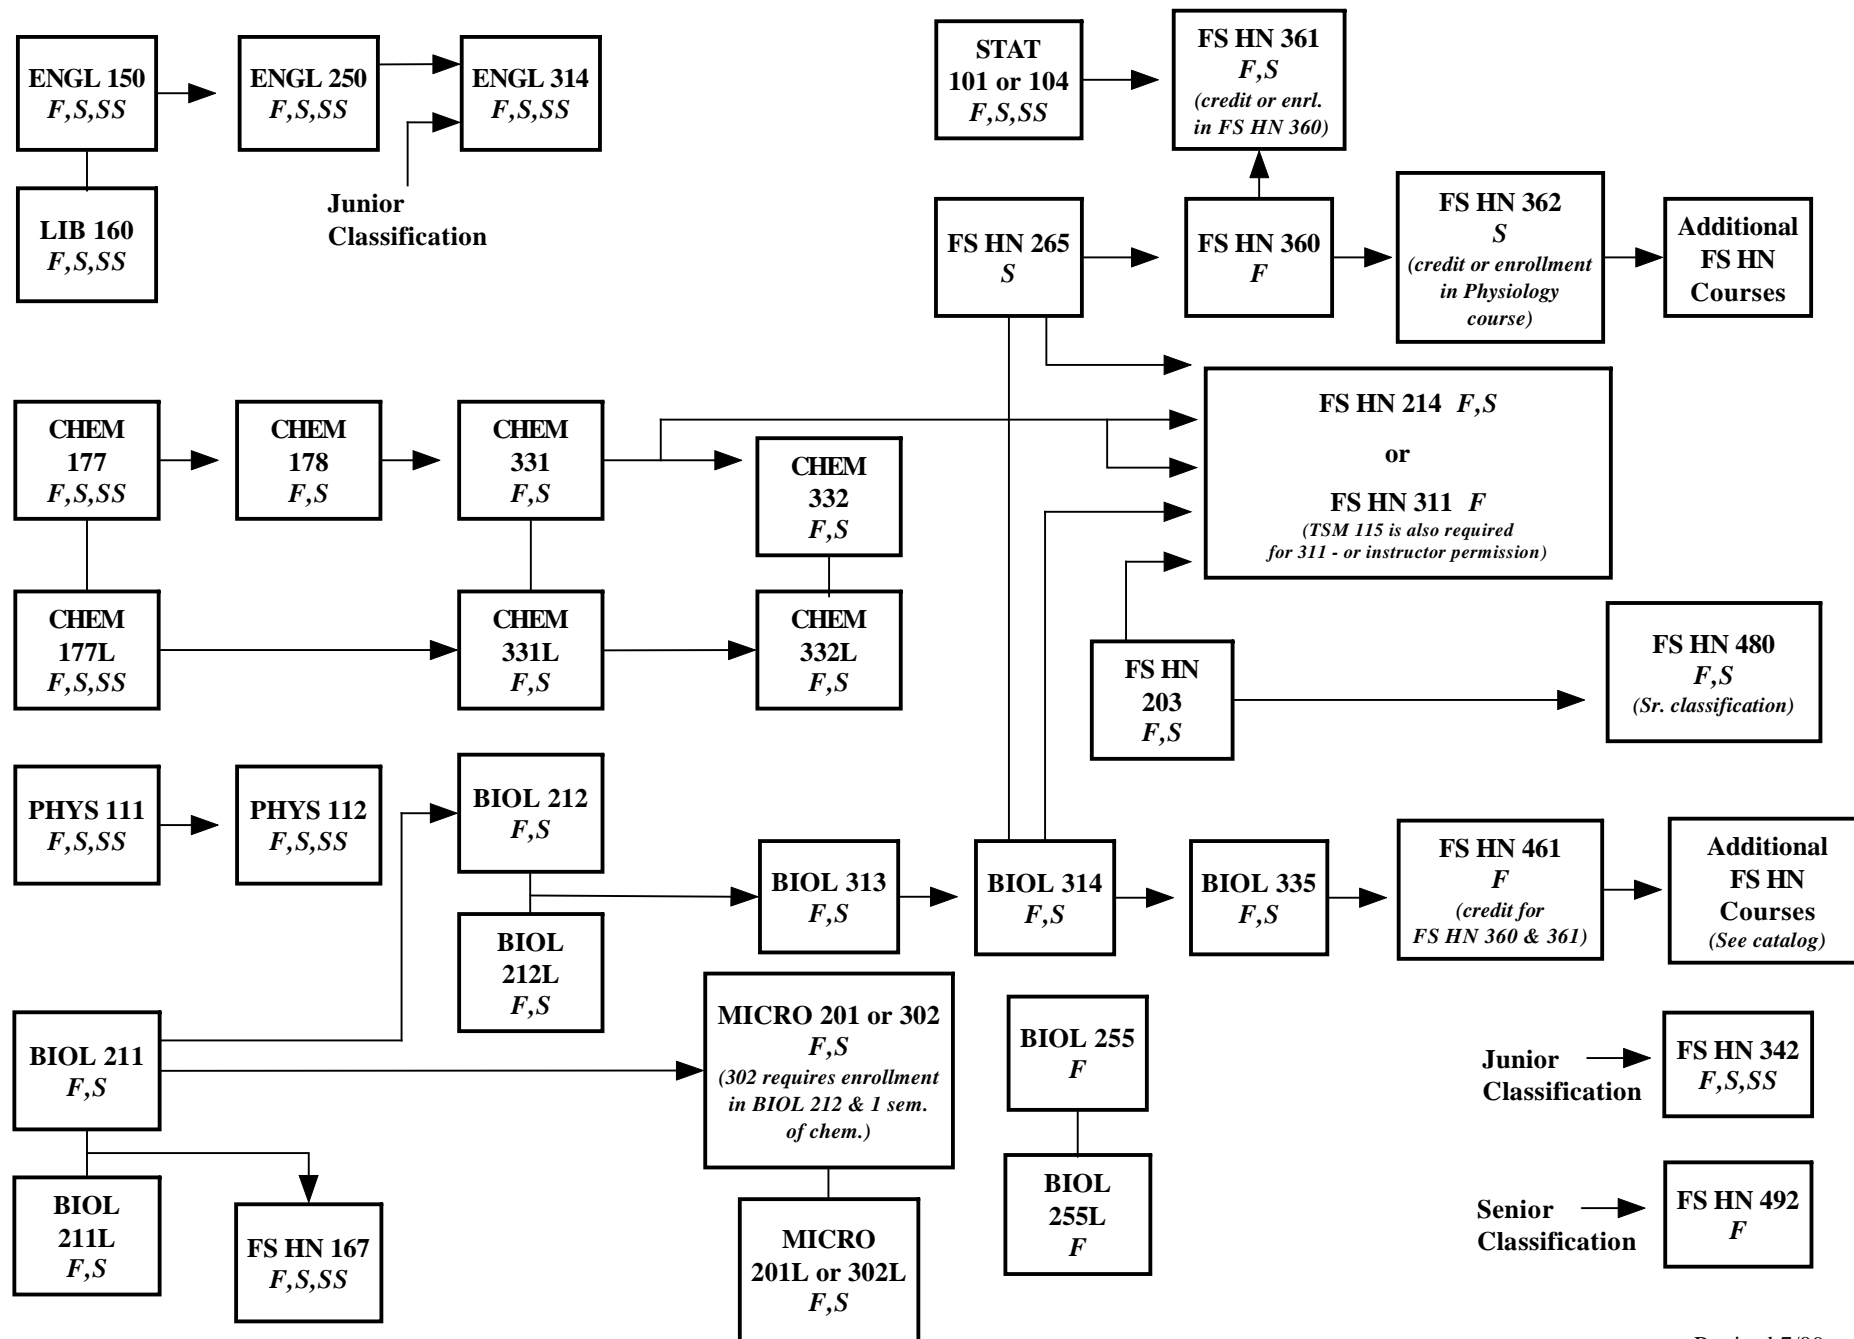 ENGL 150
F,S,SS
ENGL 250
F,S,SS
ENGL 314
F,S,SS
LIB 160
F,S,SS
Junior
Classification
STAT
101 or 104
F,S,SS
FS HN 361
F,S
(credit or enrl.
in FS HN 360)
FS HN 265
S
FS HN 360
F
FS HN 362
S
(credit or enrollment
in Physiology
course)
Additional
FS HN
Courses
CHEM
177
F,S,SS
CHEM
178
F,S
CHEM
331
F,S
CHEM
332
F,S
FS HN 214 F,S
or
FS HN 311 F
(TSM 115 is also required
for 311 - or instructor permission)
CHEM
177L
F,S,SS
CHEM
331L
F,S
CHEM
332L
F,S
FS HN
203
F,S
FS HN 480
F,S
(Sr. classification)
PHYS 111
F,S,SS
PHYS 112
F,S,SS
BIOL 212
F,S
BIOL
212L
F,S
BIOL 313
F,S
BIOL 314
F,S
BIOL 335
F,S
FS HN 461
F
(credit for
FS HN 360 & 361)
Additional
FS HN
Courses
(See catalog)
BIOL 211
F,S
MICRO 201 or 302
F,S
(302 requires enrollment
in BIOL 212 & 1 sem.
of chem.)
BIOL 255
F
Junior
Classification
FS HN 342
F,S,SS
BIOL
211L
F,S
FS HN 167
F,S,SS
MICRO
201L or 302L
F,S
BIOL
255L
F
Senior
Classification
FS HN 492
F